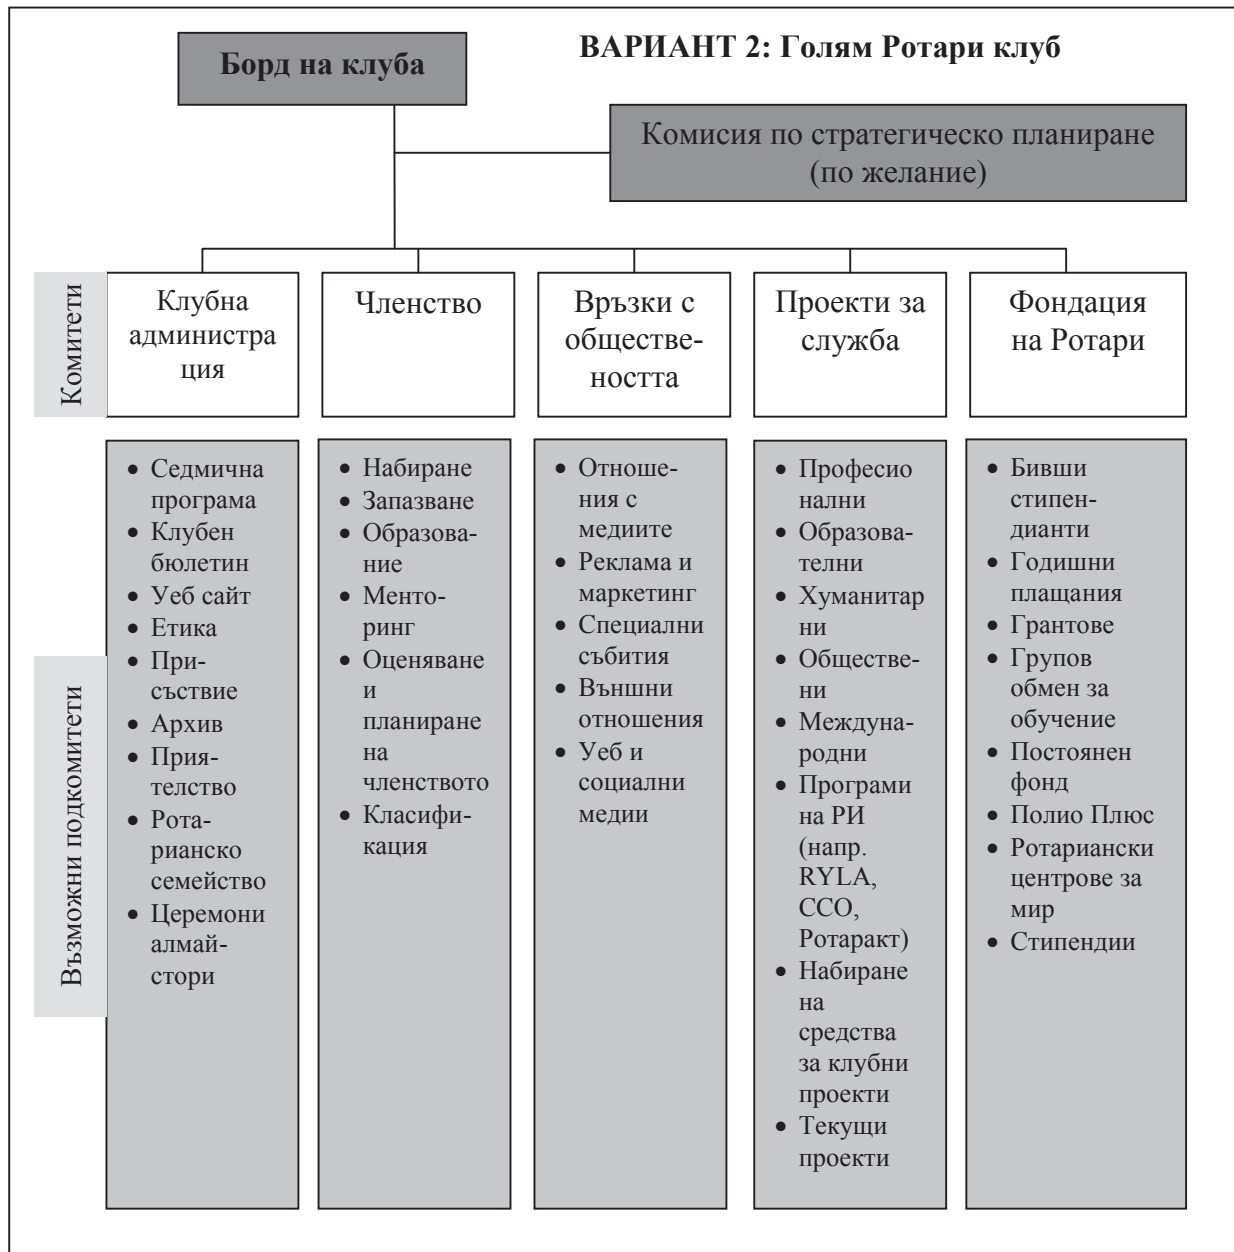 ВАРИАНТ 2: Голям Ротари клуб
Борд на клуба
Комисия по стратегическо планиране
(по желание)
Комитети
Клубна
администра
ция
Членство
Връзки с
обществе-
ността
Проекти за
служба
Фондация
на Ротари
Възможни подкомитети
• Седмична
програма
• Клубен
бюлетин
• Уеб сайт
• Етика
• При-
съствие
• Архив
• Прия-
телство
• Рота-
рианско
семейство
• Церемони
алмай-
стори
• Набиране
• Запазване
• Образова-
ние
• Менто-
ринг
• Оценяване
и
планиране
на
членството
• Класифи-
кация
• Отноше-
ния с
медиите
• Реклама и
маркетинг
• Специални
събития
• Външни
отношения
• Уеб и
социални
медии
• Професио
нални
• Образова-
телни
• Хуманитар
ни
• Обществе-
ни
• Междуна-
родни
• Програми
на РИ
(напр.
RYLA,
ССО,
Ротаракт)
• Набиране
на
средства
за клубни
проекти
• Текущи
проекти
• Бивши
стипен-
дианти
• Годишни
плащания
• Грантове
• Групов
обмен за
обучение
• Постоянен
фонд
• Полио Плюс
• Ротариански
центрове за
мир
• Стипендии